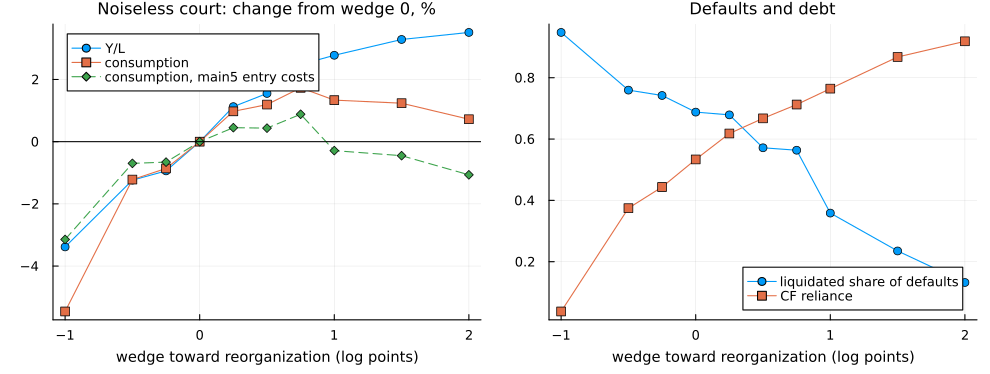 Noiseless court: change from wedge 0, %
Y/L
consumption
consumption, main5 entry costs
2
0
−2
−4
−1
0
1
2
wedge toward reorganization (log points)
Defaults and debt
0.8
0.6
0.4
0.2
liquidated share of defaults
CF reliance
−1
0
1
2
wedge toward reorganization (log points)